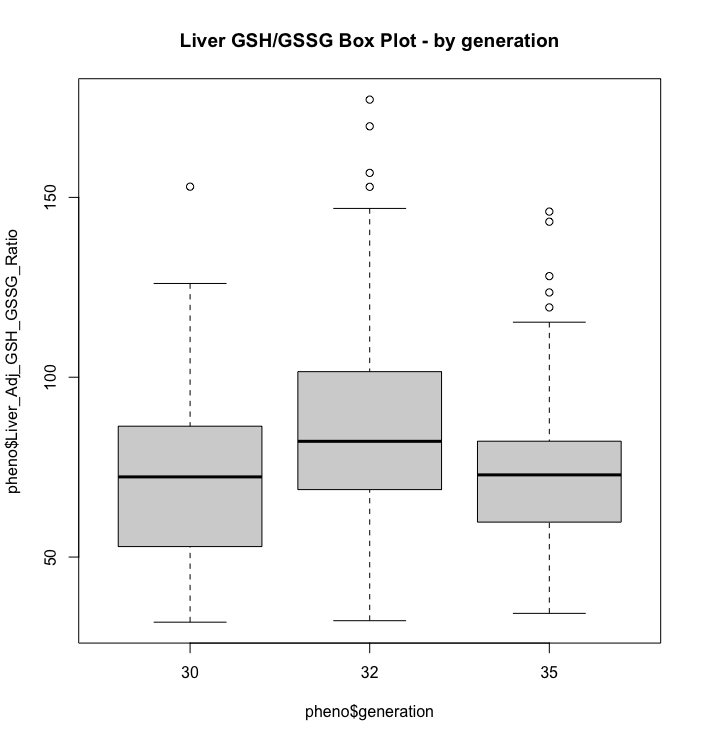 Liver GSH/GSSG Box Plot - by generation
pheno$Liver_Adj_GSH_GSSG_Ratio
150
100
50
30 32 35
pheno$generation